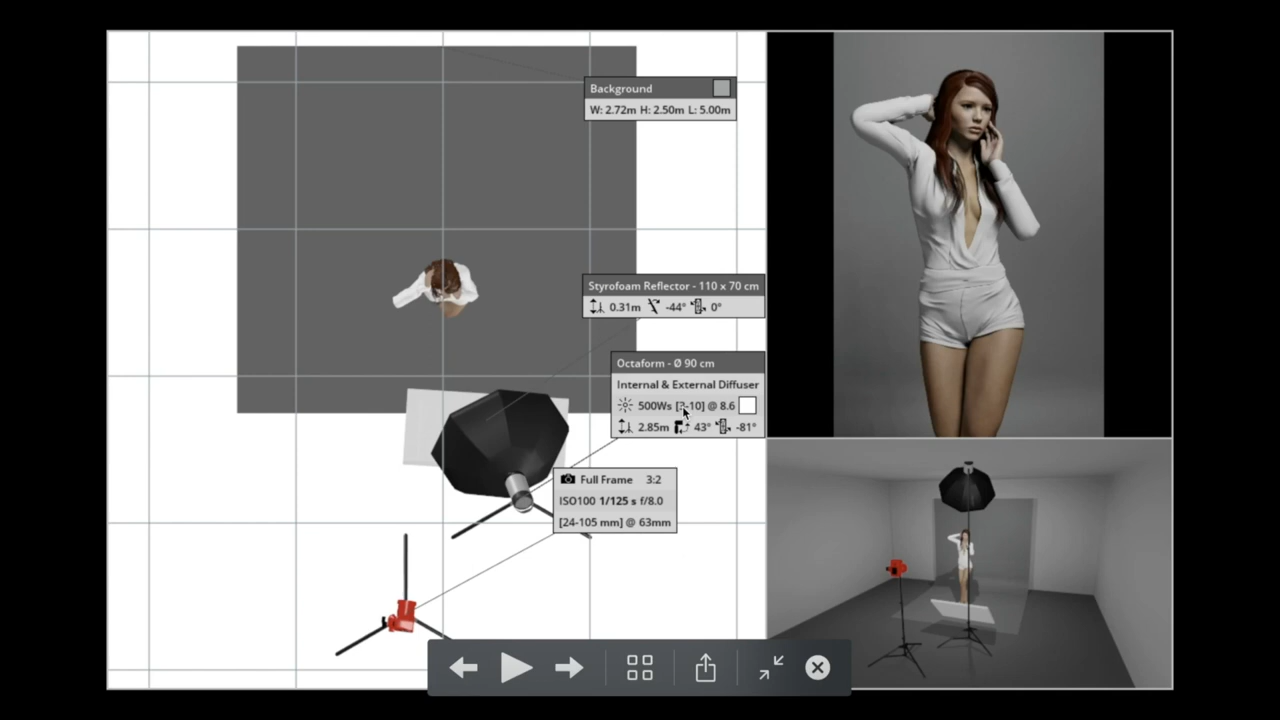 Background
W: 2.72m H: 2.50m L: 5.00m
Styrofoam Reflector - 110 x 70 cm
0.31m -44° 0°
Octaform - Ø 90 cm
Internal & External Diffuser
500Ws [ -10] @ 8.6
2.85m 43° -81°
Full Frame 3:2
ISO100 1/125 s f/8.0
[24-105 mm] @ 63mm